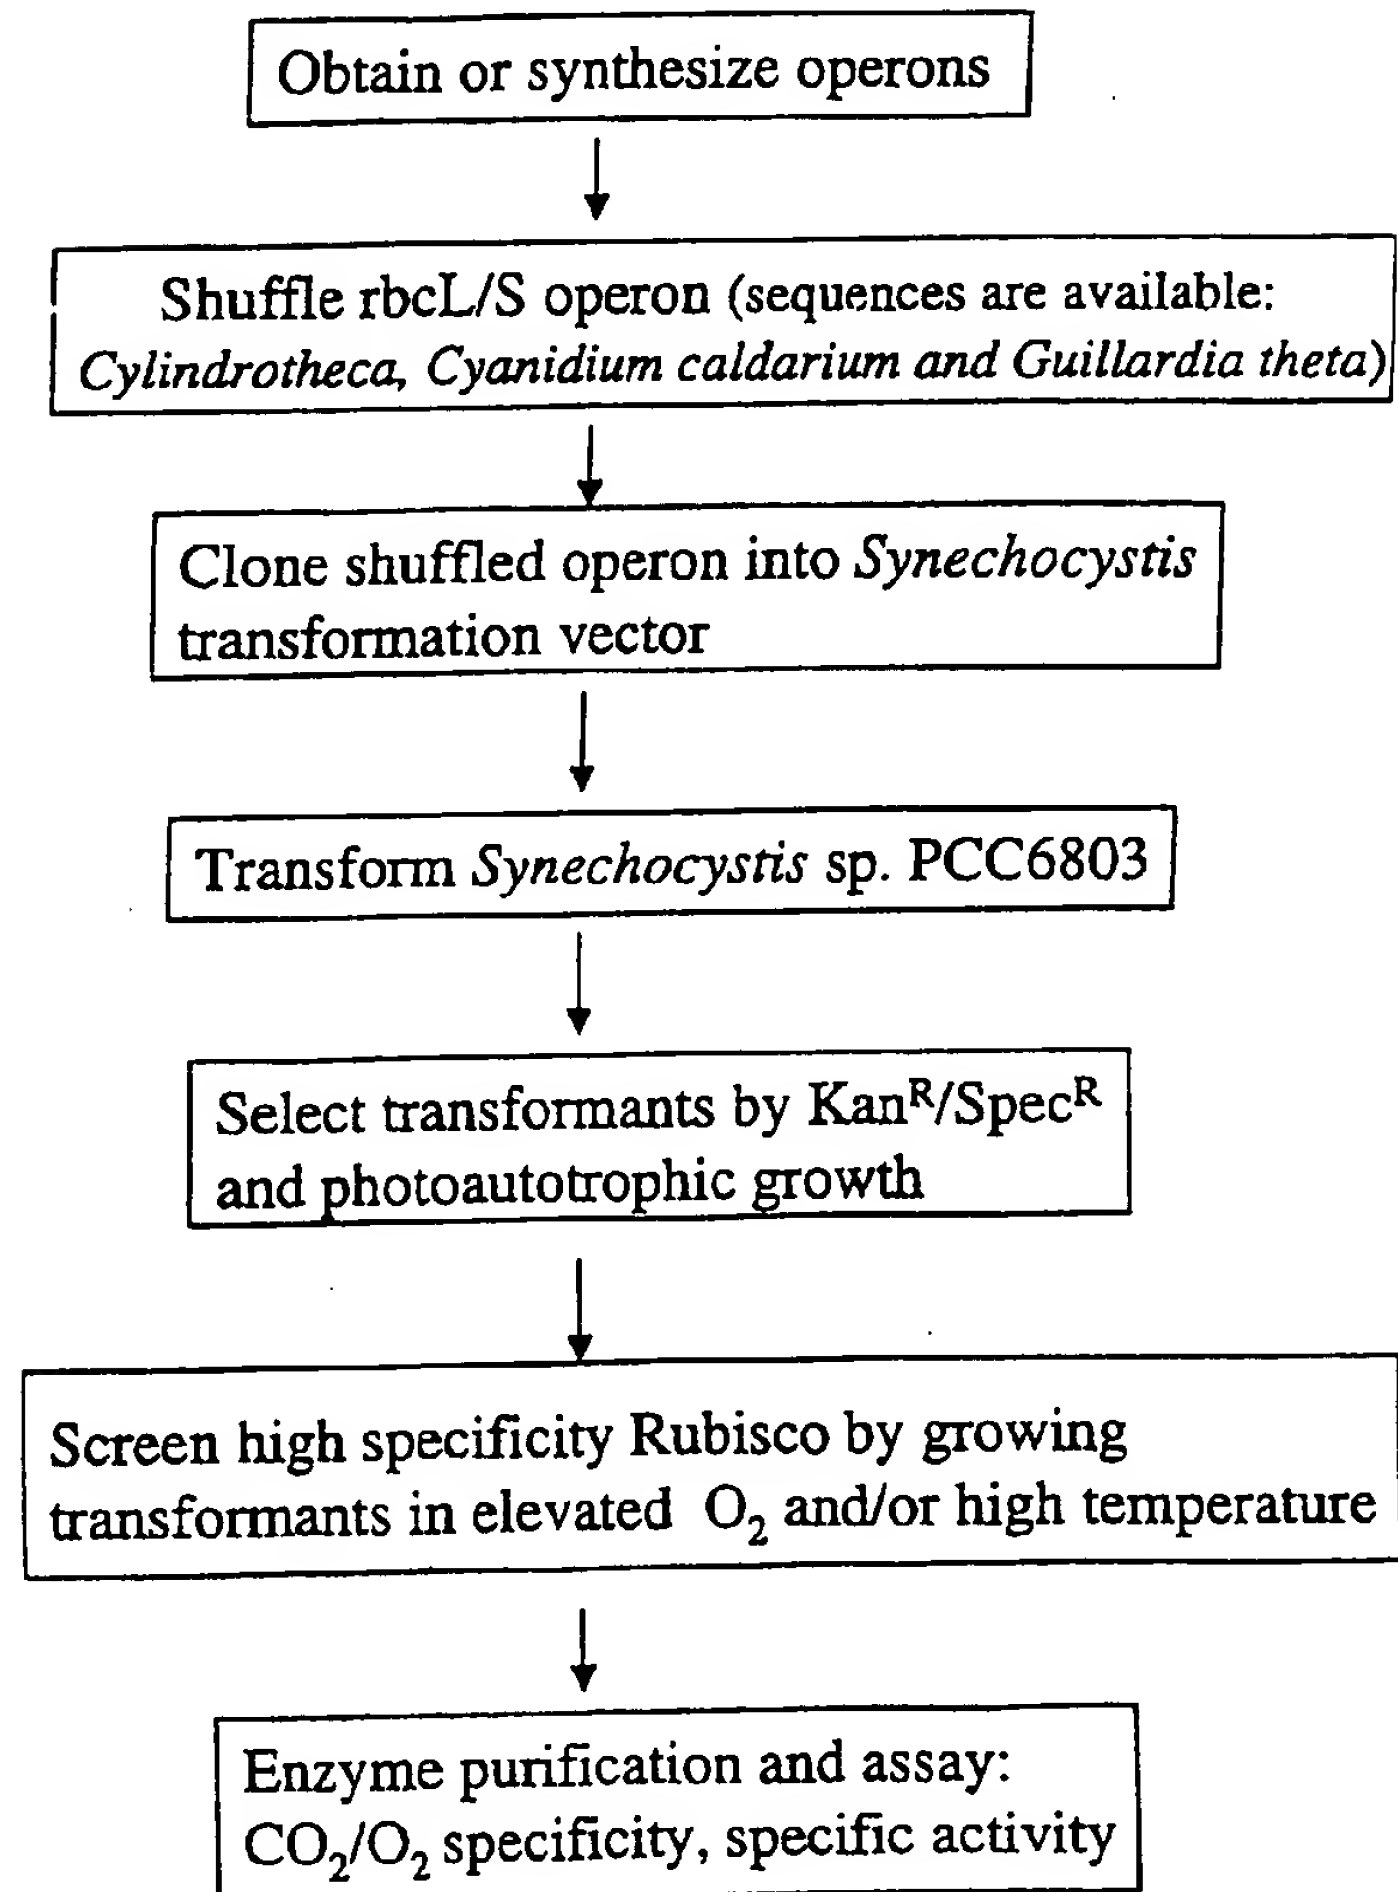 Obtain or synthesize operons
Shuffle rbcL/S operon (sequences are available:
Cylindrotheca, Cyanidium caldarium and Guillardia theta)
Clone shuffled operon into Synechocystis
transformation vector
Transform Synechocystis sp. PCC6803
Select transformants by Kanᴿ/Specᴿ
and photoautotrophic growth
Screen high specificity Rubisco by growing
transformants in elevated O₂ and/or high temperature
Enzyme purification and assay:
CO₂/O₂ specificity, specific activity